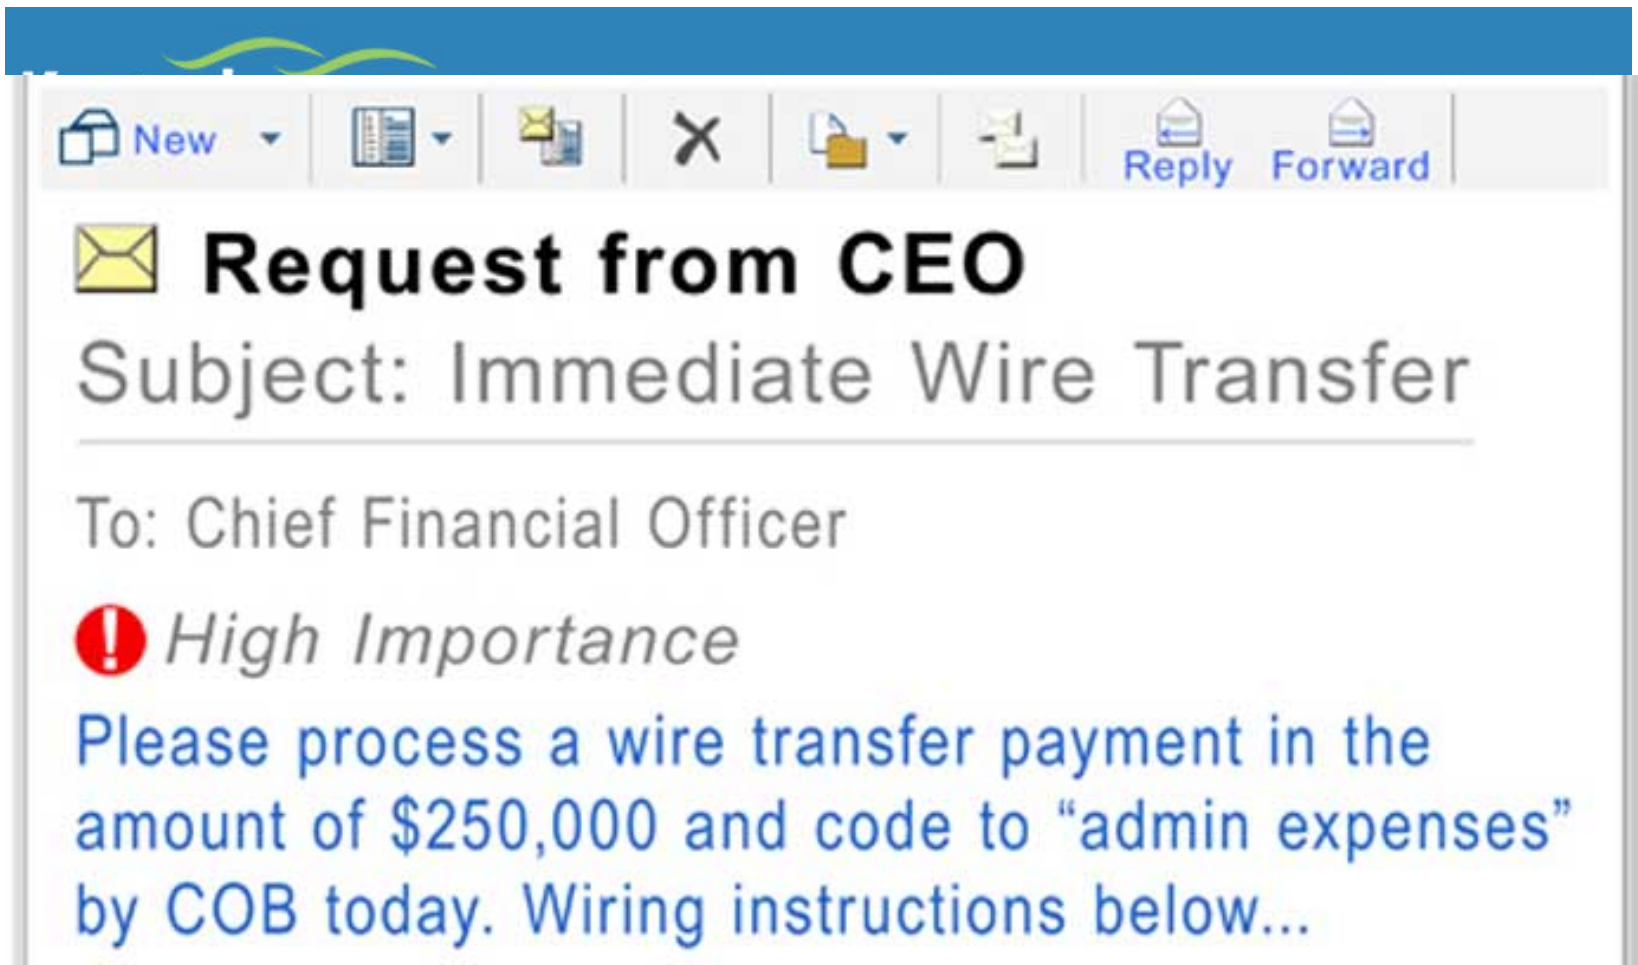 New
Reply Forward
Request from CEO
Subject: Immediate Wire Transfer
To: Chief Financial Officer
High Importance
Please process a wire transfer payment in the
amount of $250,000 and code to “admin expenses”
by COB today. Wiring instructions below...